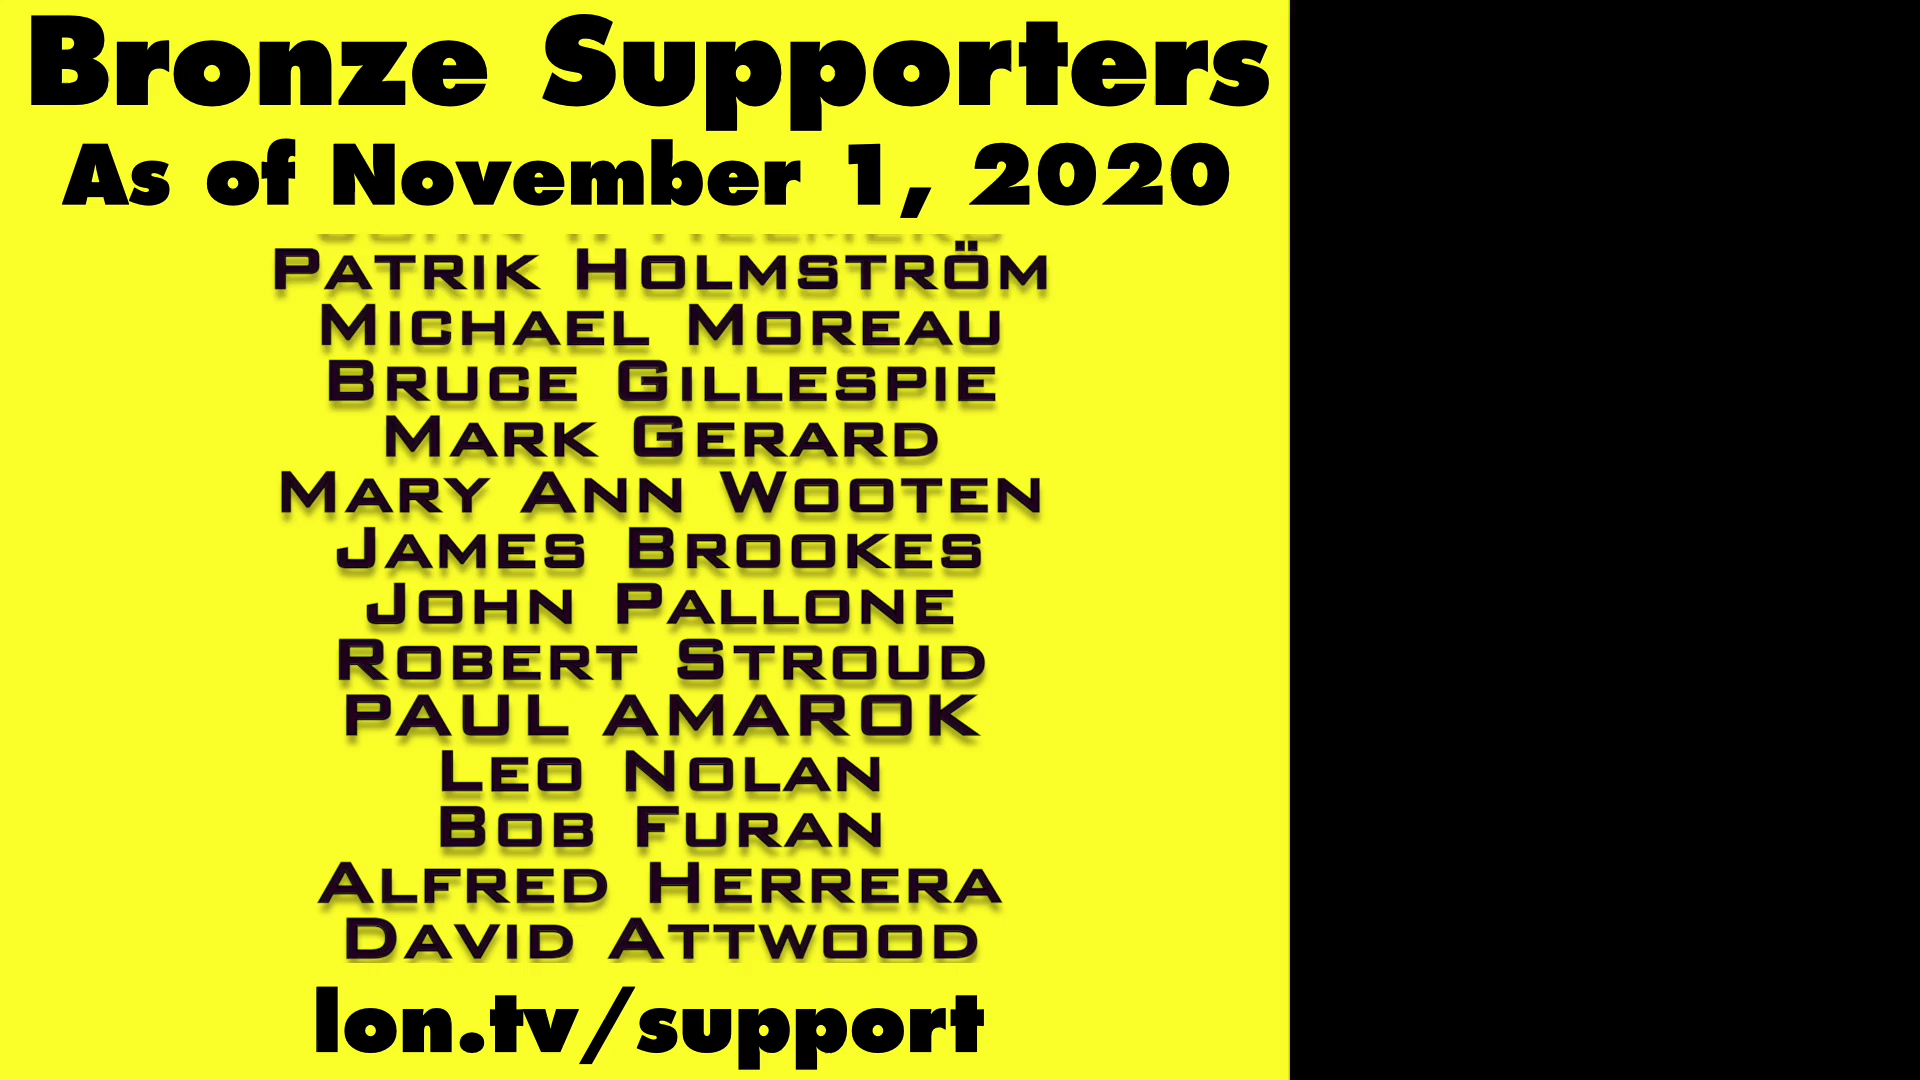 Bronze Supporters
As of November 1, 2020
Patrik Holmström
Michael Moreau
Bruce Gillespie
Mark Gerard
Mary Ann Wooten
James Brookes
John Pallone
Robert Stroud
PAUL AMAROK
Leo Nolan
Bob Furan
Alfred Herrera
David Attwood
lon.tv/support